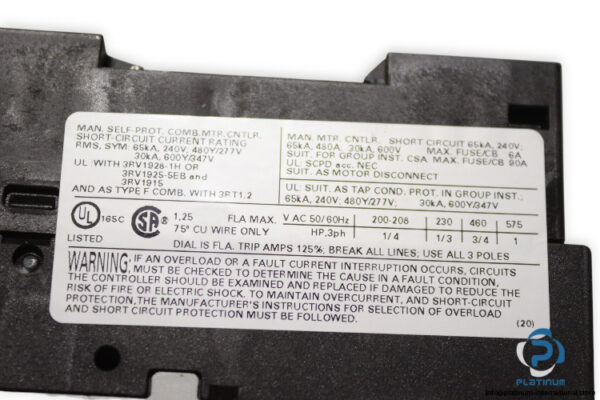 MAN. SELF-PROT. COMB.MTR.CNTLR.
SHORT-CIRCUIT CURRENT RATING
RMS, SYM: 65kA, 240V, 480Y/277V
30kA, 600Y/347V
UL: WITH 3RV1928-1H OR
3RV1925-5EB and
3RV1915
AND AS TYPE F COMB. WITH 3RT1.2
MAN. MTR. CNTLR. SHORT CIRCUIT 65kA, 240V;
65kA, 480A, 30kA, 600V MAX. FUSE/CB 6A
SUIT. FOR GROUP INST. CSA. MAX. FUSE/CB 90A
UL SCPD acc. NEC
SUIT. AS MOTOR DISCONNECT
UL: SUIT. AS TAP COND. PROT. IN GROUP INST.;
65kA, 240V, 480Y/277V; 30kA, 600Y/347V
UL 165C
LISTED
SA 1,25 FLA MAX.
75° CU WIRE ONLY
V AC 50/60Hz 200-208 230 460 575
HP,3ph 1/4 1/3 3/4 1
DIAL IS FLA. TRIP AMPS 125%; BREAK ALL LINES; USE ALL 3 POLES
WARNING: IF AN OVERLOAD OR A FAULT CURRENT INTERRUPTION OCCURS, CIRCUITS
MUST BE CHECKED TO DETERMINE THE CAUSE IN A FAULT CONDITION,
THE CONTROLLER SHOULD BE EXAMINED AND REPLACED IF DAMAGED TO REDUCE THE
RISK OF FIRE OR ELECTRIC SHOCK. TO MAINTAIN OVERCURRENT, AND SHORT-CIRCUIT
PROTECTION,THE MANUFACTURER'S INSTRUCTIONS FOR SELECTION OF OVERLOAD
AND SHORT CIRCUIT PROTECTION MUST BE FOLLOWED.
(20)
PLATINUM
info@platinum-international.com